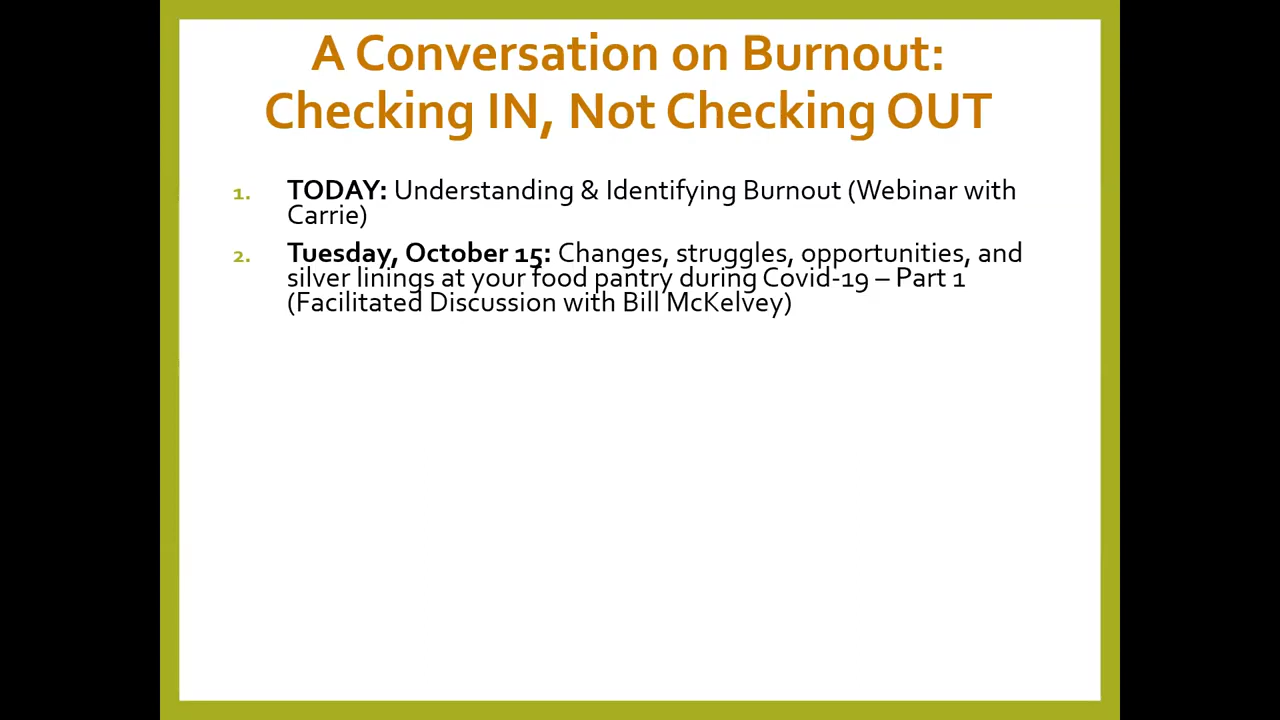 A Conversation on Burnout:
Checking IN, Not Checking OUT
1. TODAY: Understanding & Identifying Burnout (Webinar with
Carrie)
2. Tuesday, October 15: Changes, struggles, opportunities, and
silver linings at your food pantry during Covid-19 – Part 1
(Facilitated Discussion with Bill McKelvey)